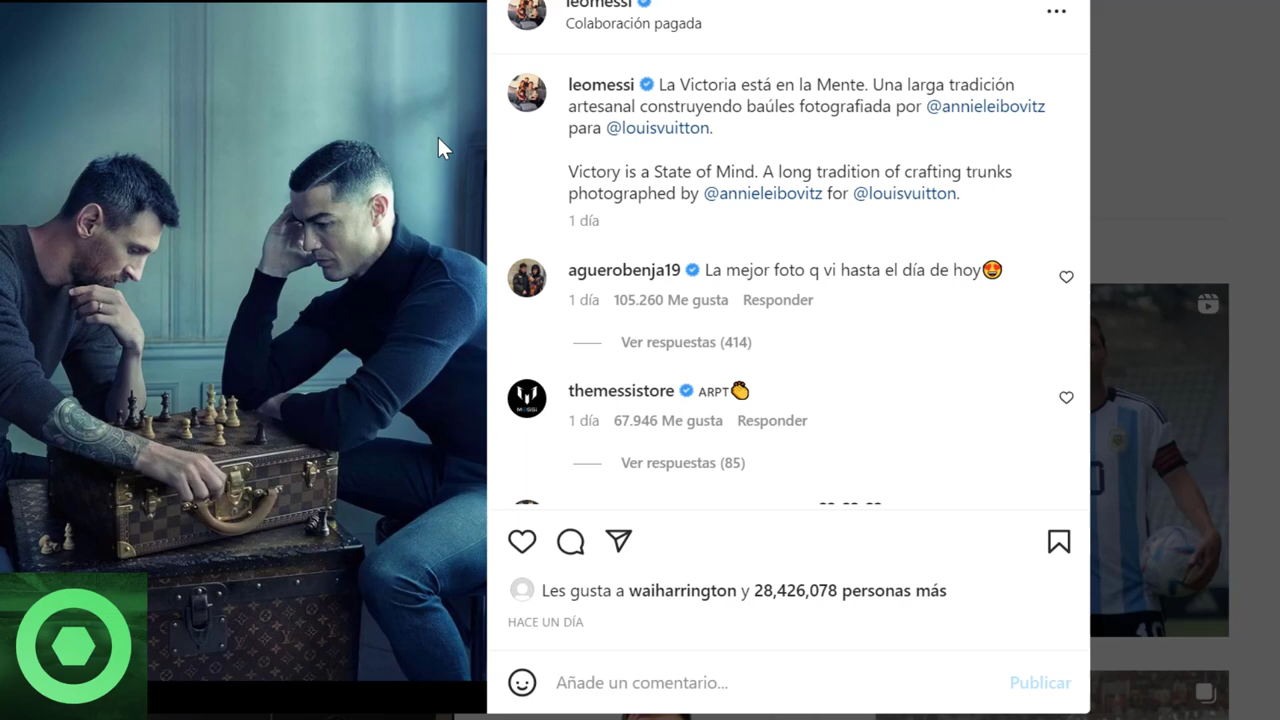 leomessi
Colaboración pagada
leomessi La Victoria está en la Mente. Una larga tradición
artesanal construyendo baúles fotografiada por @annieleibovitz
para @louisvuitton.
Victory is a State of Mind. A long tradition of crafting trunks
photographed by @annieleibovitz for @louisvuitton.
1 día
aguerobenja19 La mejor foto q vi hasta el día de hoy😍
1 día 105.260 Me gusta Responder
Ver respuestas (414)
themessistore ARPT👏
1 día 67.946 Me gusta Responder
Ver respuestas (85)
Les gusta a waiharrington y 28,426,078 personas más
HACE UN DÍA
Añade un comentario... Publicar